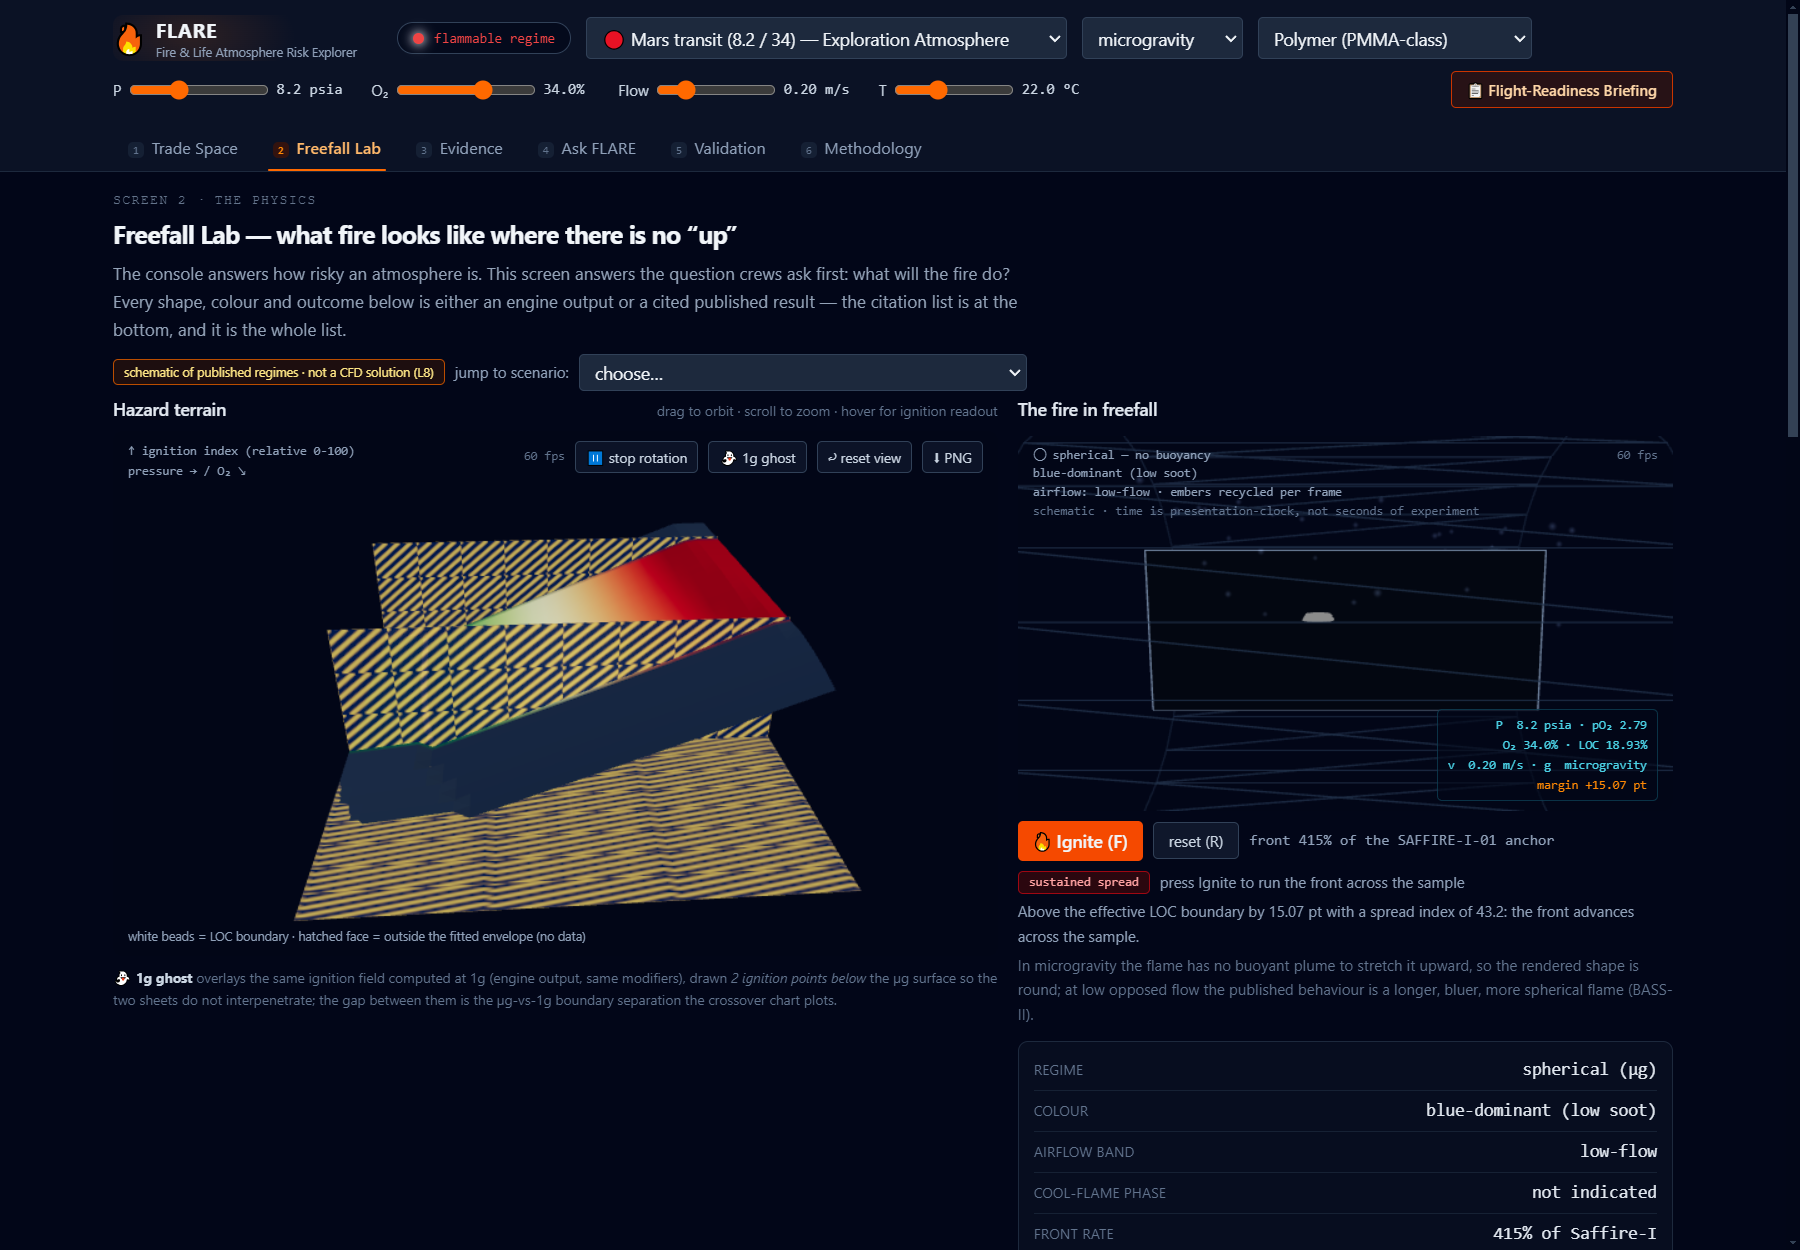 FLARE
Fire & Life Atmosphere Risk Explorer
flammable regime
Mars transit (8.2 / 34) — Exploration Atmosphere
microgravity
Polymer (PMMA-class)
P 8.2 psia O₂ 34.0% Flow 0.20 m/s T 22.0 °C
Flight-Readiness Briefing
1 Trade Space 2 Freefall Lab 3 Evidence 4 Ask FLARE 5 Validation 6 Methodology
SCREEN 2 · THE PHYSICS
Freefall Lab — what fire looks like where there is no “up”
The console answers how risky an atmosphere is. This screen answers the question crews ask first: what will the fire do?
Every shape, colour and outcome below is either an engine output or a cited published result — the citation list is at the
bottom, and it is the whole list.
schematic of published regimes · not a CFD solution (L8) jump to scenario: choose...
Hazard terrain drag to orbit · scroll to zoom · hover for ignition readout
↑ ignition index (relative 0-100)
pressure → / O₂ ↘
60 fps stop rotation 1g ghost ⤶ reset view ⬇ PNG
white beads = LOC boundary · hatched face = outside the fitted envelope (no data)
1g ghost overlays the same ignition field computed at 1g (engine output, same modifiers), drawn 2 ignition points below the µg surface so the
two sheets do not interpenetrate; the gap between them is the µg-vs-1g boundary separation the crossover chart plots.
The fire in freefall
◯ spherical — no buoyancy 60 fps
blue-dominant (low soot)
airflow: low-flow · embers recycled per frame
schematic · time is presentation-clock, not seconds of experiment
P 8.2 psia · pO₂ 2.79
O₂ 34.0% · LOC 18.93%
v 0.20 m/s · g microgravity
margin +15.07 pt
Ignite (F) reset (R) front 415% of the SAFFIRE-I-01 anchor
sustained spread press Ignite to run the front across the sample
Above the effective LOC boundary by 15.07 pt with a spread index of 43.2: the front advances
across the sample.
In microgravity the flame has no buoyant plume to stretch it upward, so the rendered shape is
round; at low opposed flow the published behaviour is a longer, bluer, more spherical flame (BASS-
II).
REGIME spherical (µg)
COLOUR blue-dominant (low soot)
AIRFLOW BAND low-flow
COOL-FLAME PHASE not indicated
FRONT RATE 415% of Saffire-I